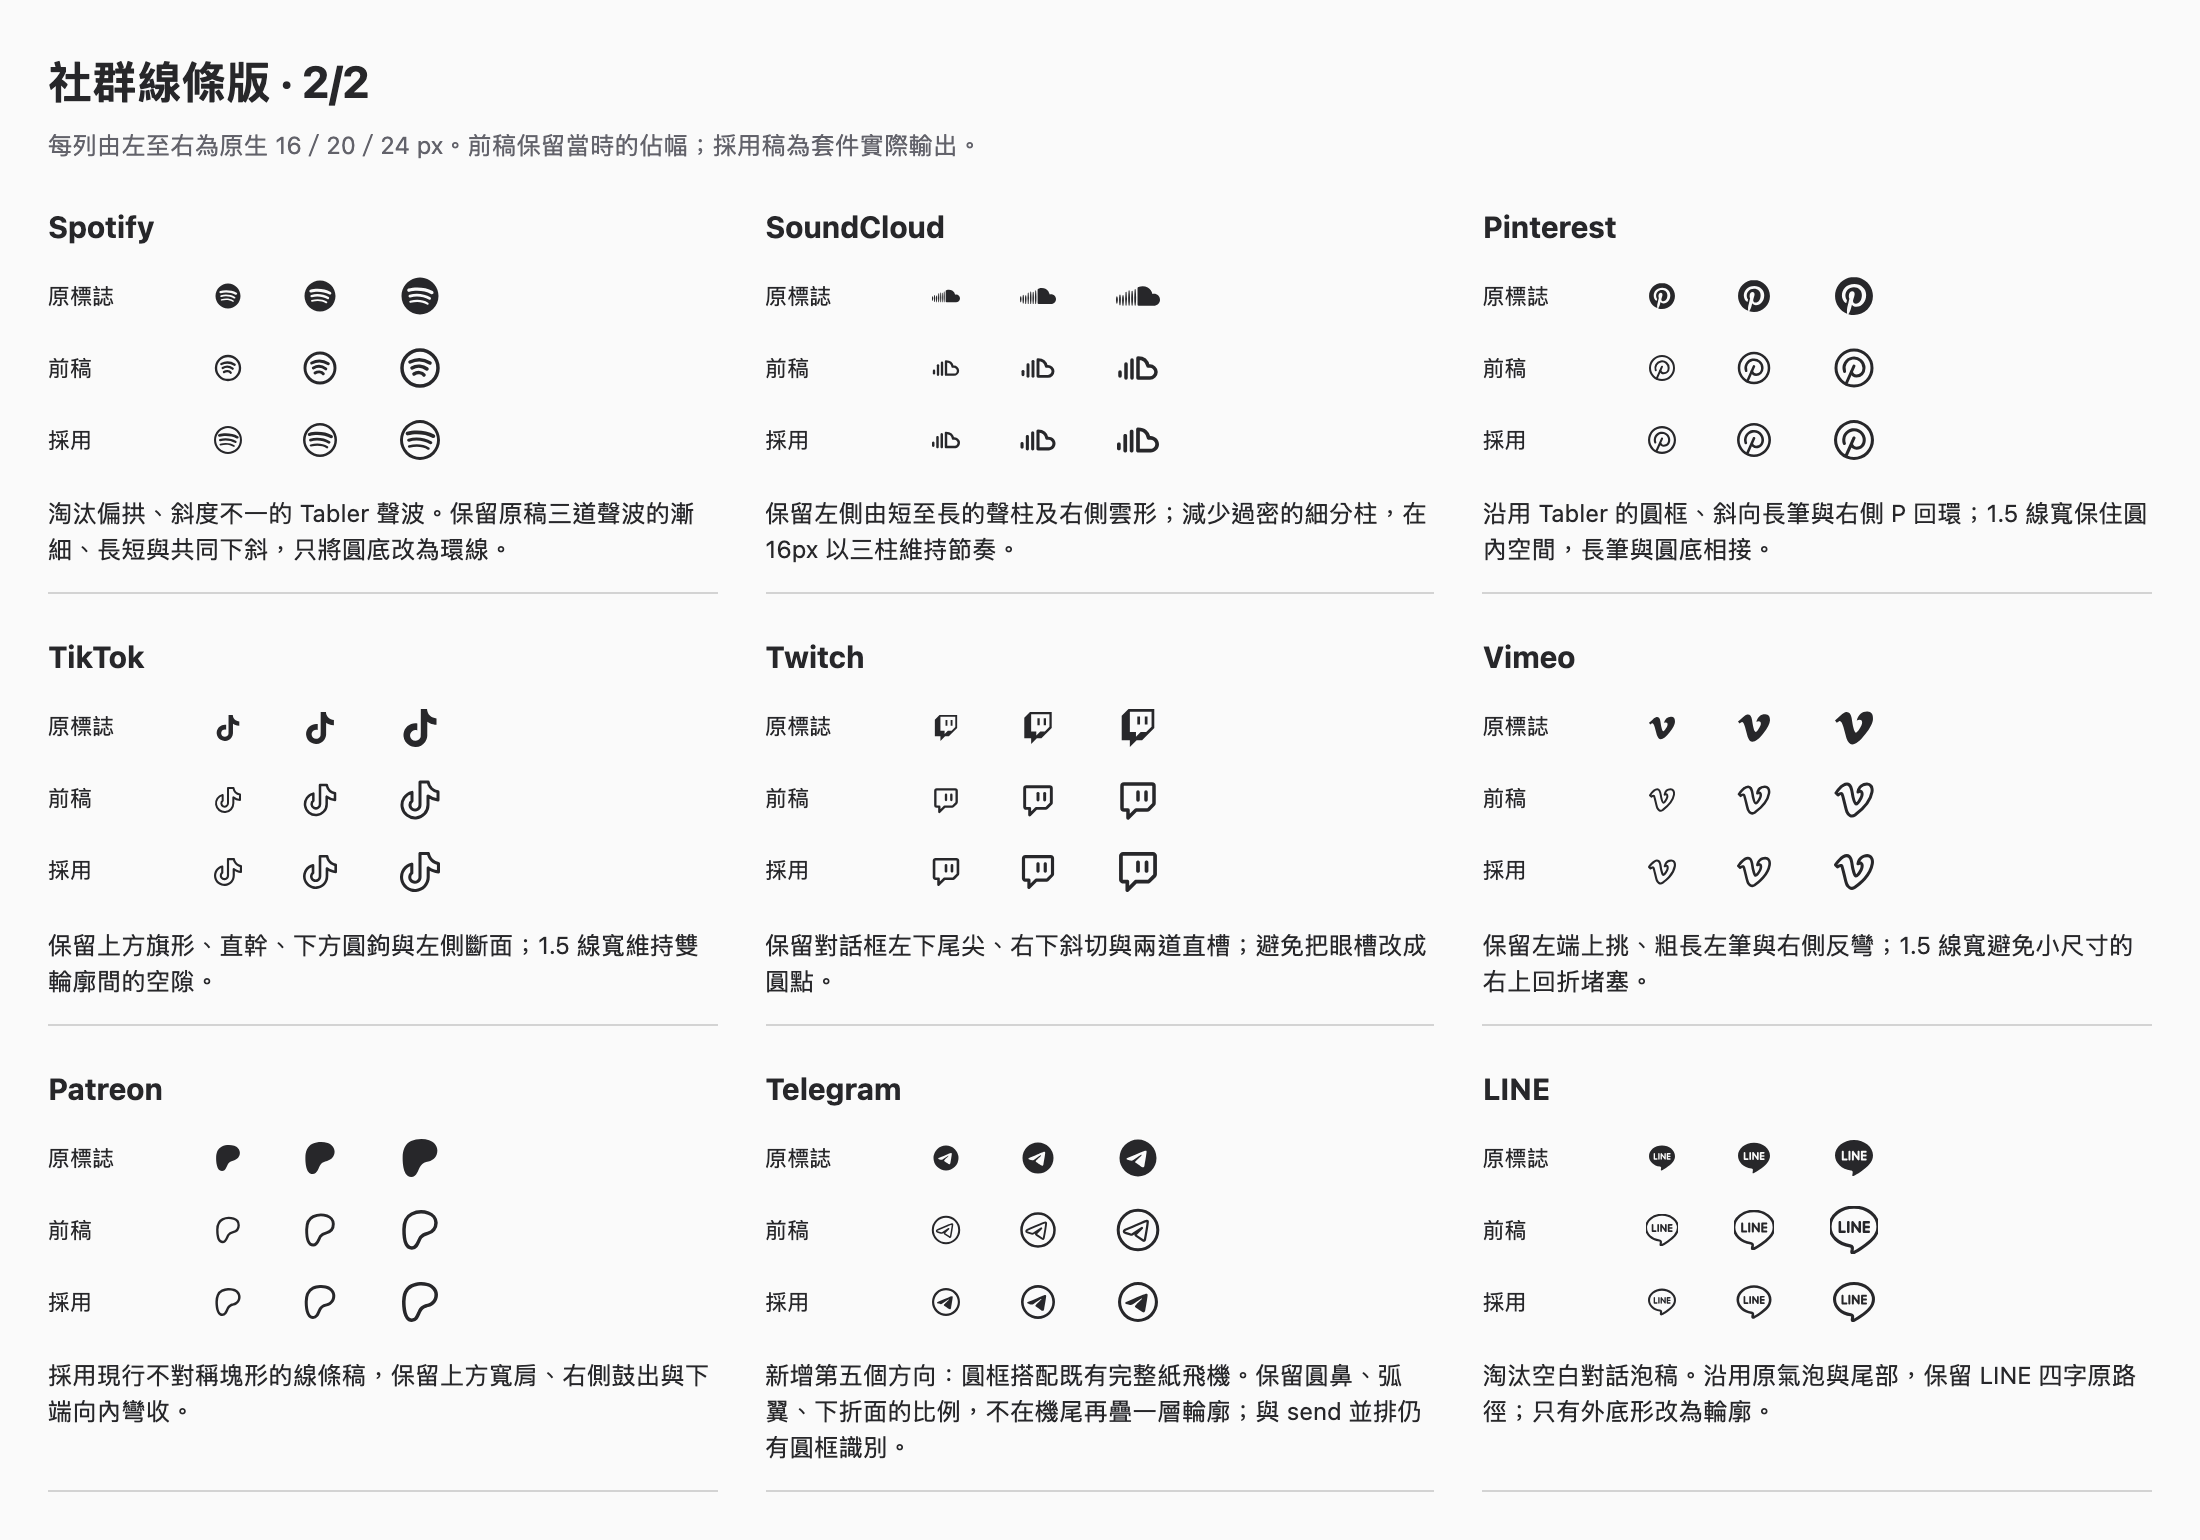 社群線條版 · 2/2
每列由左至右為原生 16 / 20 / 24 px。前稿保留當時的佔幅；採用稿為套件實際輸出。
Spotify
原標誌
前稿
採用
淘汰偏拱、斜度不一的 Tabler 聲波。保留原稿三道聲波的漸
細、長短與共同下斜，只將圓底改為環線。
SoundCloud
原標誌
前稿
採用
保留左側由短至長的聲柱及右側雲形；減少過密的細分柱，在
16px 以三柱維持節奏。
Pinterest
原標誌
前稿
採用
沿用 Tabler 的圓框、斜向長筆與右側 P 回環；1.5 線寬保住圓
內空間，長筆與圓底相接。
TikTok
原標誌
前稿
採用
保留上方旗形、直幹、下方圓鉤與左側斷面；1.5 線寬維持雙
輪廓間的空隙。
Twitch
原標誌
前稿
採用
保留對話框左下尾尖、右下斜切與兩道直槽；避免把眼槽改成
圓點。
Vimeo
原標誌
前稿
採用
保留左端上挑、粗長左筆與右側反彎；1.5 線寬避免小尺寸的
右上回折堵塞。
Patreon
原標誌
前稿
採用
採用現行不對稱塊形的線條稿，保留上方寬肩、右側鼓出與下
端向內彎收。
Telegram
原標誌
前稿
採用
新增第五個方向：圓框搭配既有完整紙飛機。保留圓鼻、弧
翼、下折面的比例，不在機尾再疊一層輪廓；與 send 並排仍
有圓框識別。
LINE
原標誌
LINE LINE LINE
前稿
LINE LINE LINE
採用
LINE LINE LINE
淘汰空白對話泡稿。沿用原氣泡與尾部，保留 LINE 四字原路
徑；只有外底形改為輪廓。